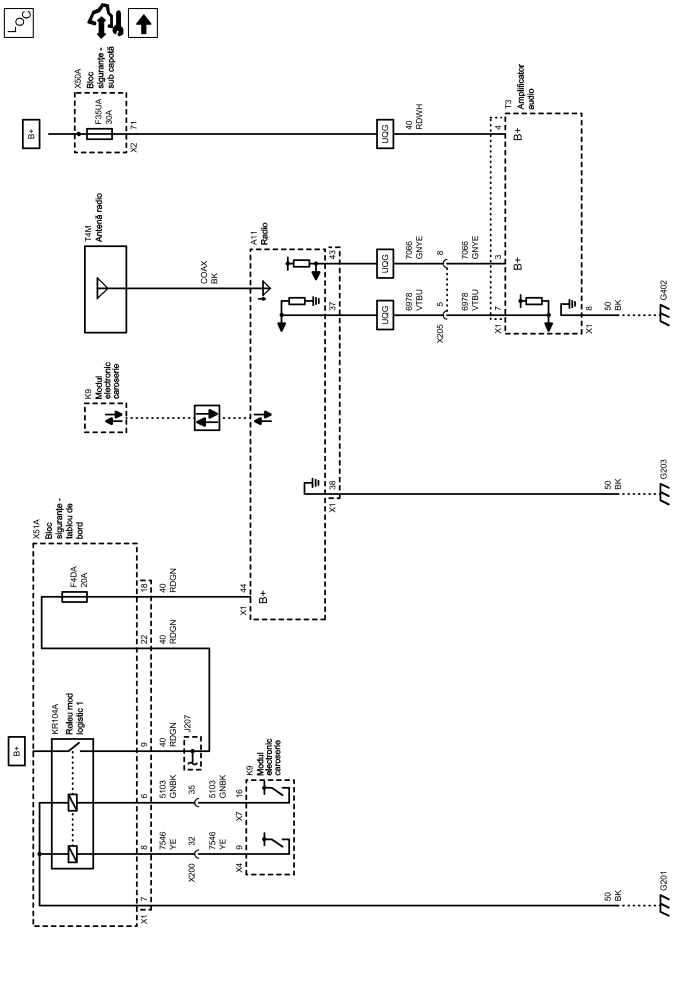 LOC
B+
X50A
Bloc
siguranţe -
sub capotă
F35UA
30A
X2
71
UQG
40
RDWH
T3
Amplificator
audio
4
B+
T4M
Antenă radio
COAX
BK
A11
Radio
43
UQG
7066
GNYE
8
7066
GNYE
3
B+
37
UQG
6978
VTBU
5
X205
6978
VTBU
7
X1
8
X1
50
BK
G402
K9
Modul
electronic
caroserie
38
X1
50
BK
G203
X51A
Bloc
siguranţe -
tablou de
bord
F4DA
20A
18
40
RDGN
44
X1
B+
22
40
RDGN
B+
KR104A
Releu mod
logistic 1
9
40
RDGN
J207
6
5103
GNBK
35
5103
GNBK
16
X7
K9
Modul
electronic
caroserie
8
7546
YE
32
X200
7546
YE
9
X4
7
X1
50
BK
G201